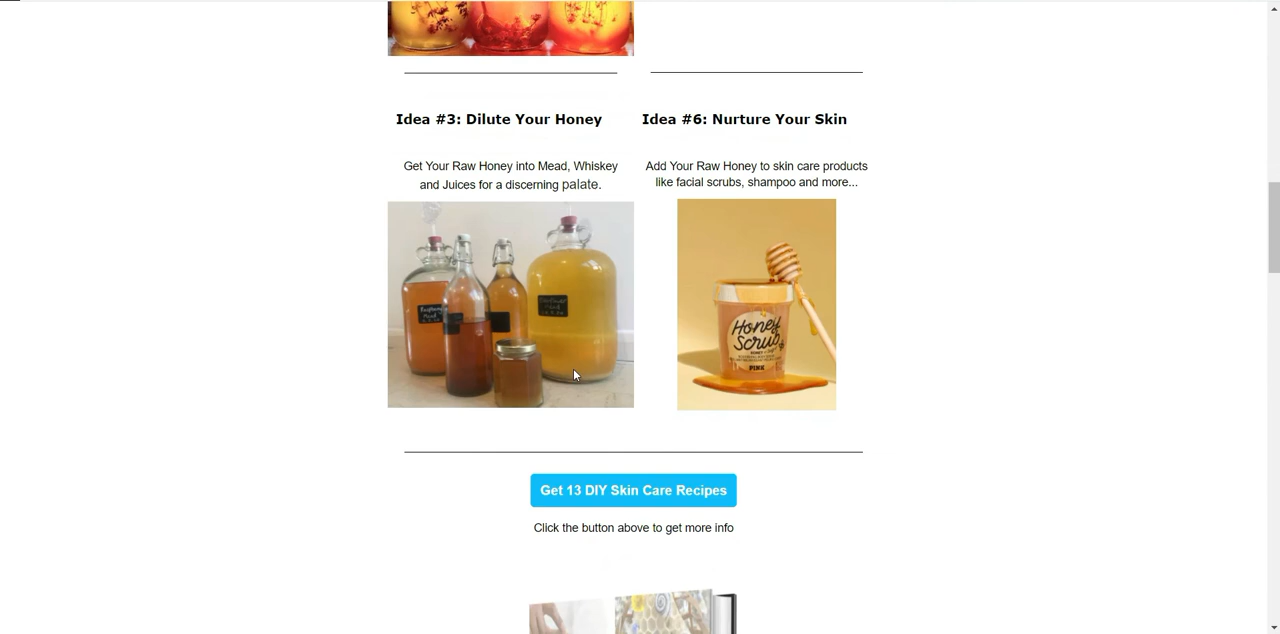 Idea #3: Dilute Your Honey
Get Your Raw Honey into Mead, Whiskey
and Juices for a discerning palate.
Idea #6: Nurture Your Skin
Add Your Raw Honey to skin care products
like facial scrubs, shampoo and more...
Honey
Scrub
PINK
Get 13 DIY Skin Care Recipes
Click the button above to get more info